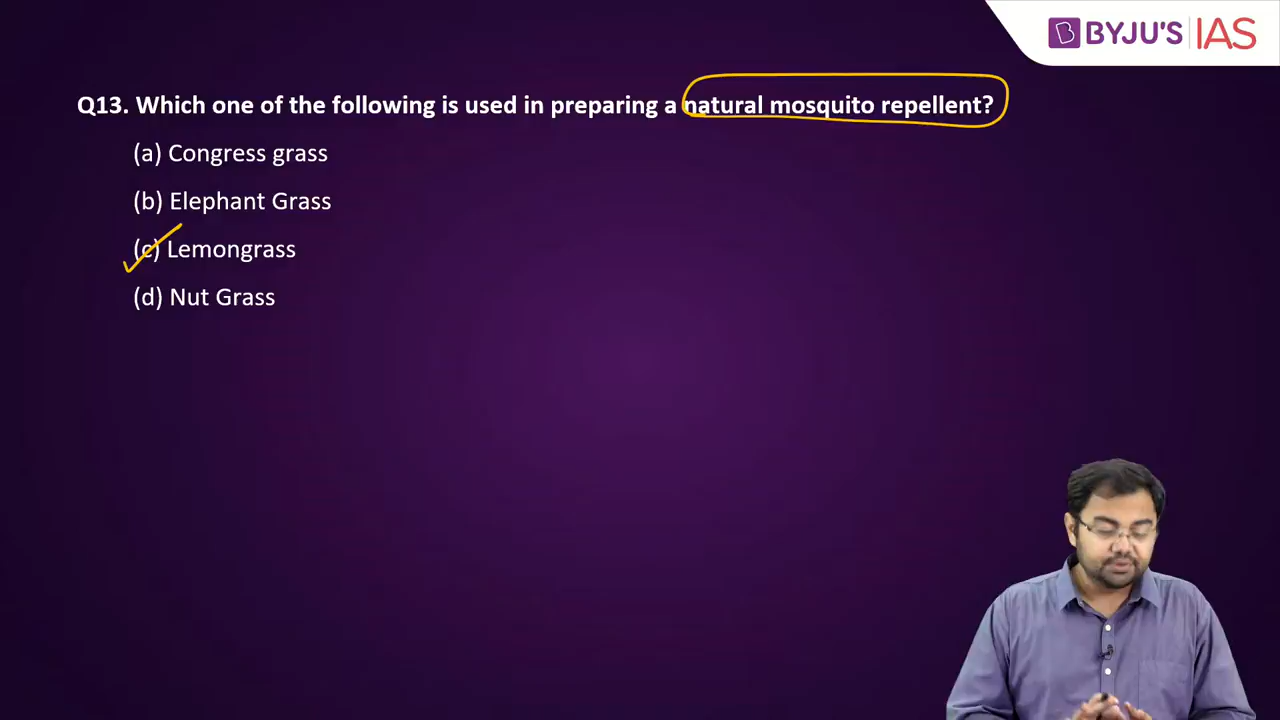 BYJU'S IAS
Q13. Which one of the following is used in preparing a natural mosquito repellent?
(a) Congress grass
(b) Elephant Grass
(c) Lemongrass
(d) Nut Grass